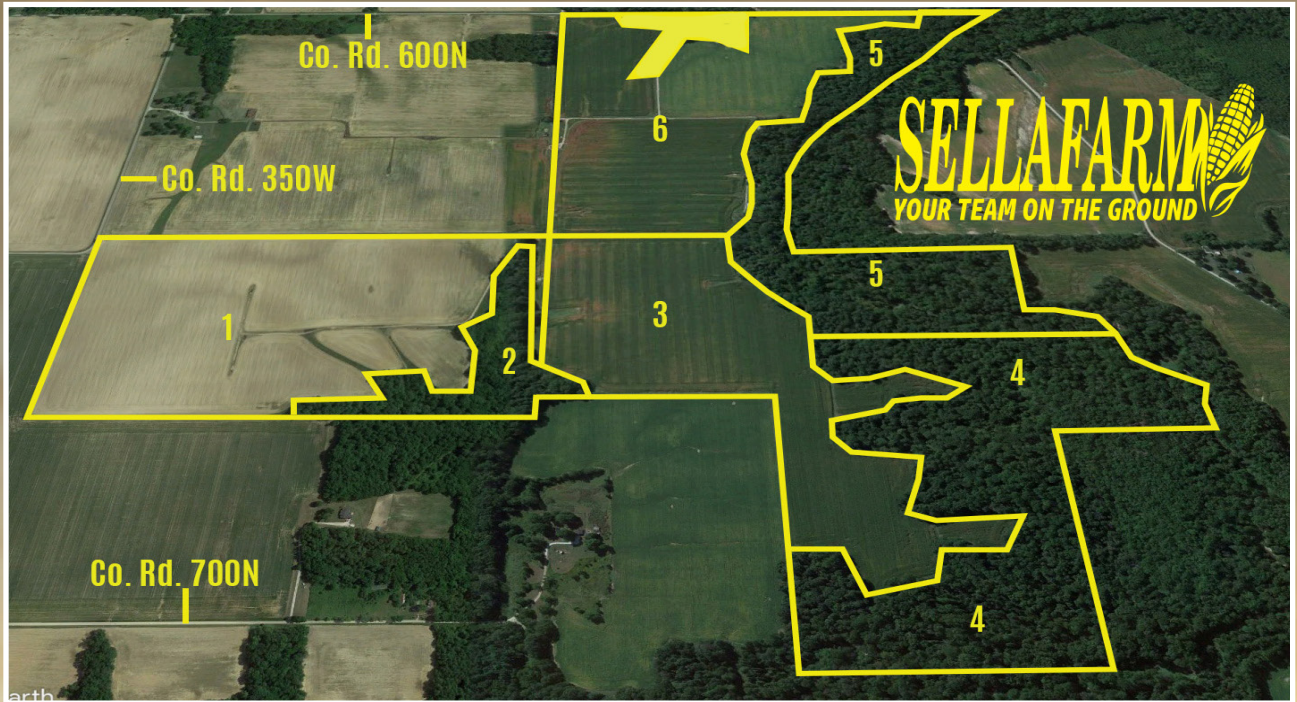 Co. Rd. 600N
5
6
SELLAFARM
YOUR TEAM ON THE GROUND
Co. Rd. 350W
5
1
3
2
4
Co. Rd. 700N
4
arth